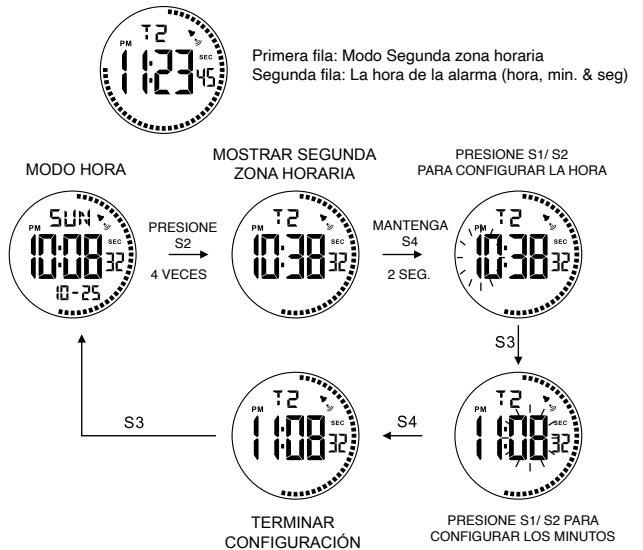 T2
PM
11:23 SEC 45
Primera fila: Modo Segunda zona horaria
Segunda fila: La hora de la alarma (hora, min. & seg)
MODO HORA
SUN
PM
10:08 SEC 32
10-25
PRESIONE
S2
4 VECES
MOSTRAR SEGUNDA
ZONA HORARIA
T2
PM
10:38 SEC 32
MANTENGA
S4
2 SEG.
PRESIONE S1/ S2
PARA CONFIGURAR LA HORA
T2
PM
10:38 SEC 32
S3
T2
PM
11:08 SEC 32
PRESIONE S1/ S2 PARA
CONFIGURAR LOS MINUTOS
S4
T2
PM
11:08 SEC 32
TERMINAR
CONFIGURACIÓN
S3